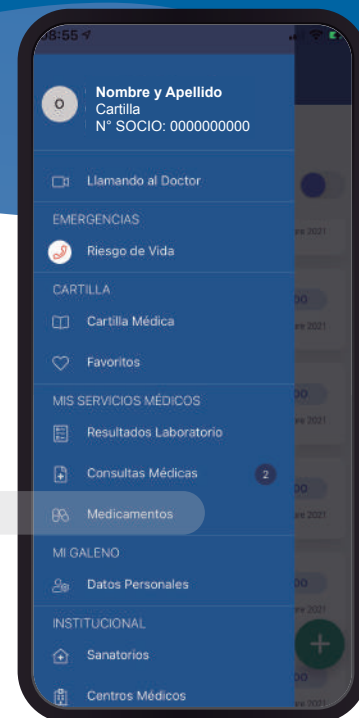 08:55
Nombre y Apellido
Cartilla
N° SOCIO: 0000000000
Llamando al Doctor
EMERGENCIAS
Riesgo de Vida
CARTILLA
Cartilla Médica
Favoritos
MIS SERVICIOS MÉDICOS
Resultados Laboratorio
Consultas Médicas 2
Medicamentos
MI GALENO
Datos Personales
INSTITUCIONAL
Sanatorios
Centros Médicos